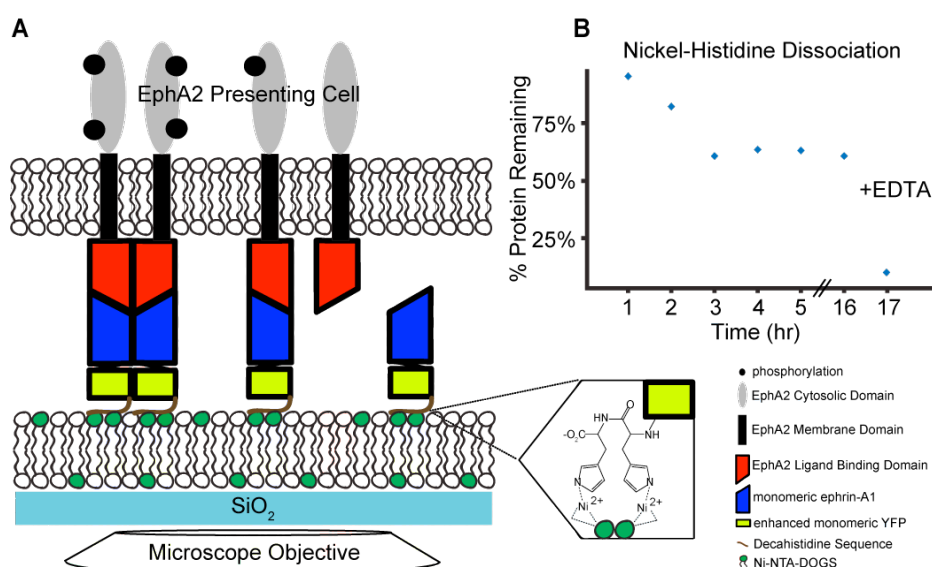 A
EphA2 Presenting Cell
SiO2
Microscope Objective
B
Nickel-Histidine Dissociation
% Protein Remaining
75%
50%
25%
+EDTA
1 2 3 4 5 16 17
Time (hr)
HN
O
-O2C
NH
N
N
Ni 2+
Ni 2+
phosphorylation
EphA2 Cytosolic Domain
EphA2 Membrane Domain
EphA2 Ligand Binding Domain
monomeric ephrin-A1
enhanced monomeric YFP
Decahistidine Sequence
Ni-NTA-DOGS